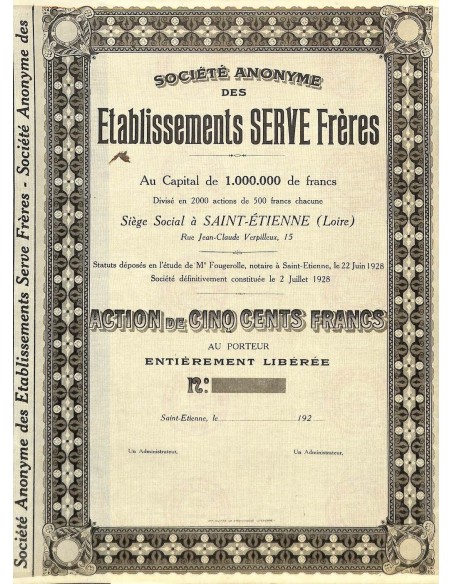 Société Anonyme des Etablissements Serve Frères - Société Anonyme des
SOCIÉTÉ ANONYME
DES
Etablissements SERVE Frères
Au Capital de 1.000.000 de francs
Divisé en 2000 actions de 500 francs chacune
Siège Social à SAINT-ÉTIENNE (Loire)
Rue Jean-Claude Verpilleux, 15
Statuts déposés en l'étude de Me Fougerolle, notaire à Saint-Etienne, le 22 Juin 1928
Société définitivement constituée le 2 Juillet 1928
ACTION DE CINQ CENTS FRANCS
AU PORTEUR
ENTIÈREMENT LIBÉRÉE
No
Saint-Etienne, le 192
Un Administrateur, Un Administrateur,